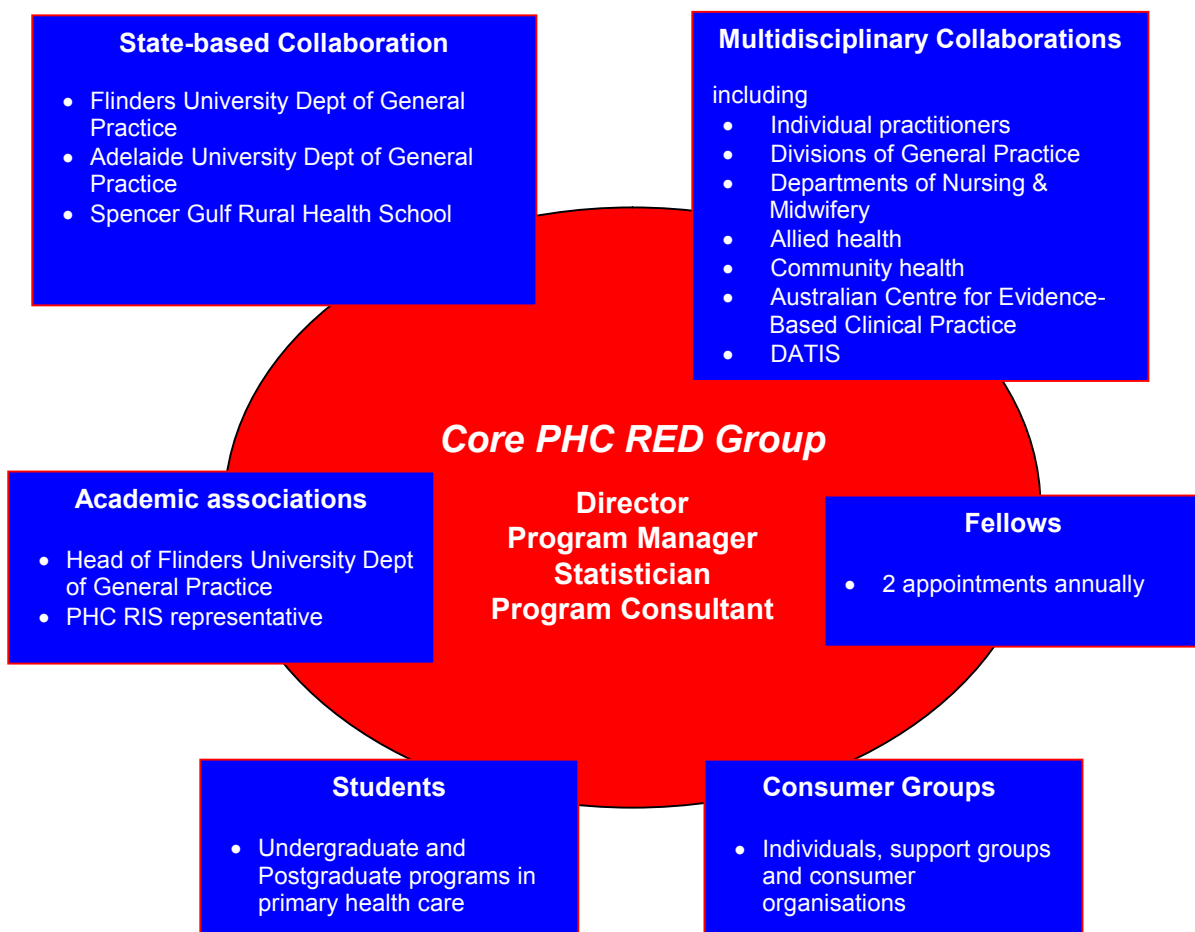 State-based Collaboration
• Flinders University Dept of General
Practice
• Adelaide University Dept of General
Practice
• Spencer Gulf Rural Health School
Multidisciplinary Collaborations
including
• Individual practitioners
• Divisions of General Practice
• Departments of Nursing &
Midwifery
• Allied health
• Community health
• Australian Centre for Evidence-
Based Clinical Practice
• DATIS
Core PHC RED Group
Director
Program Manager
Statistician
Program Consultant
Academic associations
• Head of Flinders University Dept
of General Practice
• PHC RIS representative
Fellows
• 2 appointments annually
Students
• Undergraduate and
Postgraduate programs in
primary health care
Consumer Groups
• Individuals, support groups
and consumer
organisations